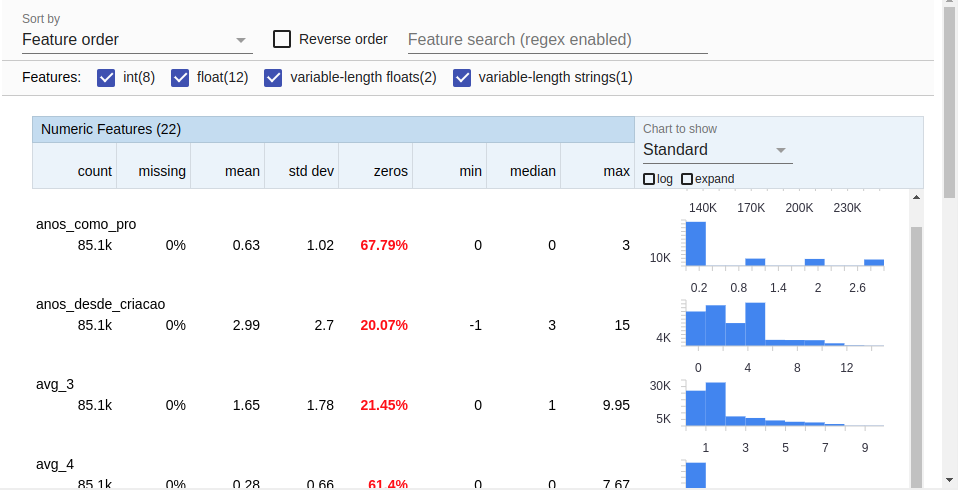 Sort by
Feature order
Reverse order
Feature search (regex enabled)
Features: int(8) float(12) variable-length floats(2) variable-length strings(1)
Numeric Features (22)
Chart to show
Standard
count missing mean std dev zeros min median max
log expand
140K 170K 200K 230K
anos_como_pro
85.1k 0% 0.63 1.02 67.79% 0 0 3
10K
0.2 0.8 1.4 2 2.6
anos_desde_criacao
85.1k 0% 2.99 2.7 20.07% -1 3 15
4K
0 4 8 12
avg_3
85.1k 0% 1.65 1.78 21.45% 0 1 9.95
30K
5K
1 3 5 7 9
avg_4
85.1k 0% 0.28 0.66 61.4% 0 0 7.67